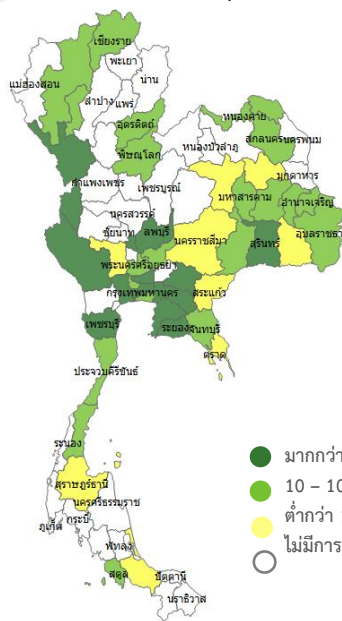 เชียงราย
แม่ฮ่องสอน
พะเยา
น่าน
ลำปาง
แพร่
อุตรดิตถ์
พิษณุโลก
หนองคาย
สกลนคร
นครพนม
หนองบัวลำภู
มุกดาหาร
กำแพงเพชร
เพชรบูรณ์
มหาสารคาม
อำนาจเจริญ
นครสวรรค์
ชัยนาท
ลพบุรี
นครราชสีมา
สุรินทร์
อุบลราชธานี
พระนครศรีอยุธยา
กรุงเทพมหานคร
สระแก้ว
เพชรบุรี
ระยอง
จันทบุรี
ตราด
ประจวบคีรีขันธ์
ระนอง
สุราษฎร์ธานี
นครศรีธรรมราช
ภูเก็ต
กระบี่
พัทลุง
สตูล
ปัตตานี
นราธิวาส
มากกว่า
10 – 10
ต่ำกว่า
ไม่มีการ